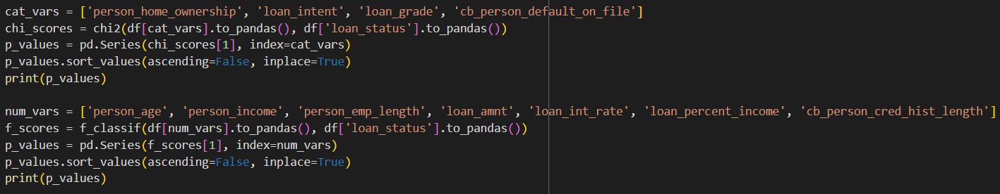 cat_vars = ['person_home_ownership', 'loan_intent', 'loan_grade', 'cb_person_default_on_file']
chi_scores = chi2(df[cat_vars].to_pandas(), df['loan_status'].to_pandas())
p_values = pd.Series(chi_scores[1], index=cat_vars)
p_values.sort_values(ascending=False, inplace=True)
print(p_values)

num_vars = ['person_age', 'person_income', 'person_emp_length', 'loan_amnt', 'loan_int_rate', 'loan_percent_income', 'cb_person_cred_hist_length']
f_scores = f_classif(df[num_vars].to_pandas(), df['loan_status'].to_pandas())
p_values = pd.Series(f_scores[1], index=num_vars)
p_values.sort_values(ascending=False, inplace=True)
print(p_values)